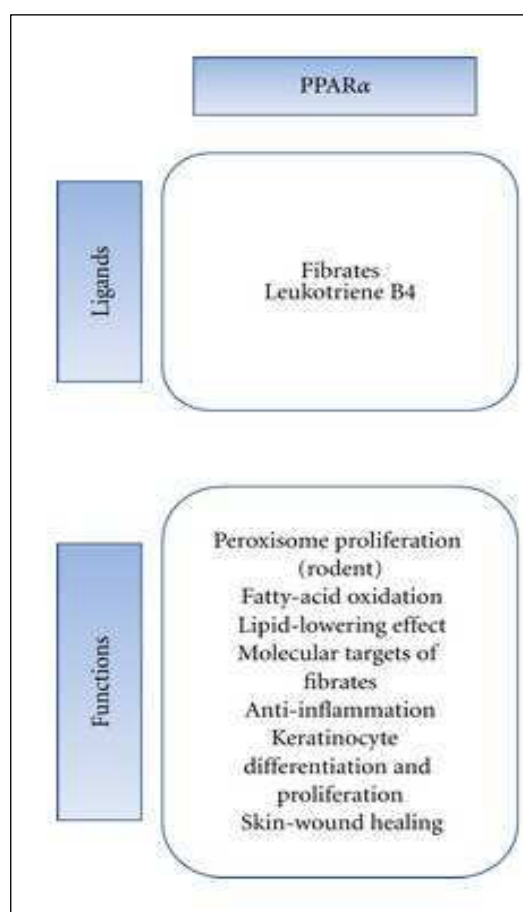 PPARα
Ligands
Fibrates
Leukotriene B4
Functions
Peroxisome proliferation
(rodent)
Fatty-acid oxidation
Lipid-lowering effect
Molecular targets of
fibrates
Anti-inflammation
Keratinocyte
differentiation and
proliferation
Skin-wound healing